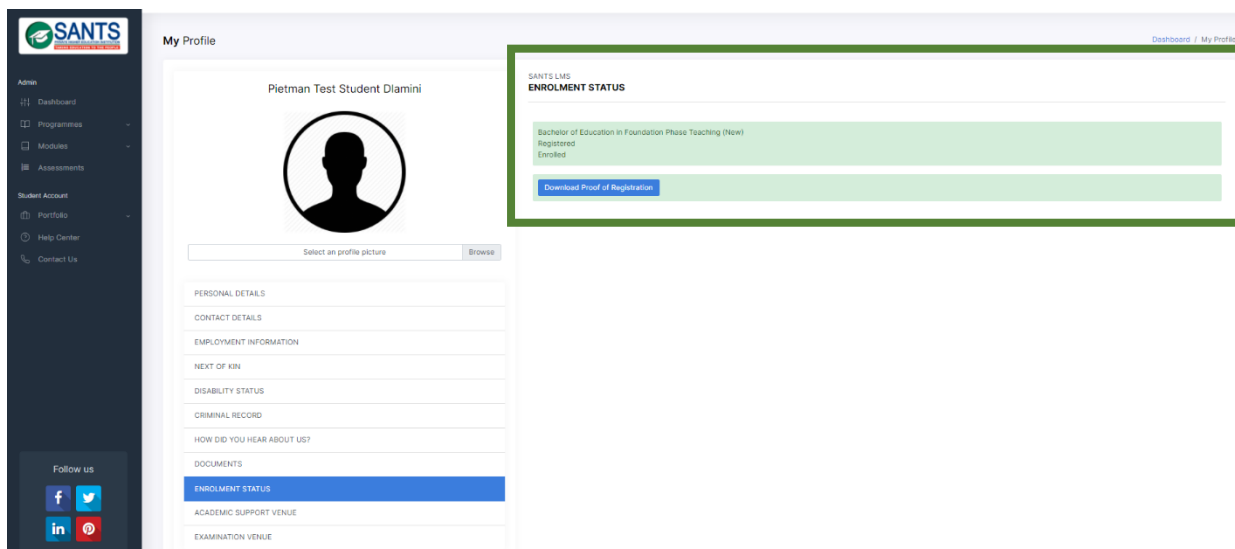 SANTS
My Profile
Dashboard / My Profile
Admin
Dashboard
Programmes
Modules
Assessments
Student Account
Portfolio
Help Center
Contact Us
Follow us
Pietman Test Student Dlamini
Select an profile picture
Browse
PERSONAL DETAILS
CONTACT DETAILS
EMPLOYMENT INFORMATION
NEXT OF KIN
DISABILITY STATUS
CRIMINAL RECORD
HOW DID YOU HEAR ABOUT US?
DOCUMENTS
ENROLMENT STATUS
ACADEMIC SUPPORT VENUE
EXAMINATION VENUE
SANTS LMS
ENROLMENT STATUS
Bachelor of Education in Foundation Phase Teaching (New)
Registered
Enrolled
Download Proof of Registration